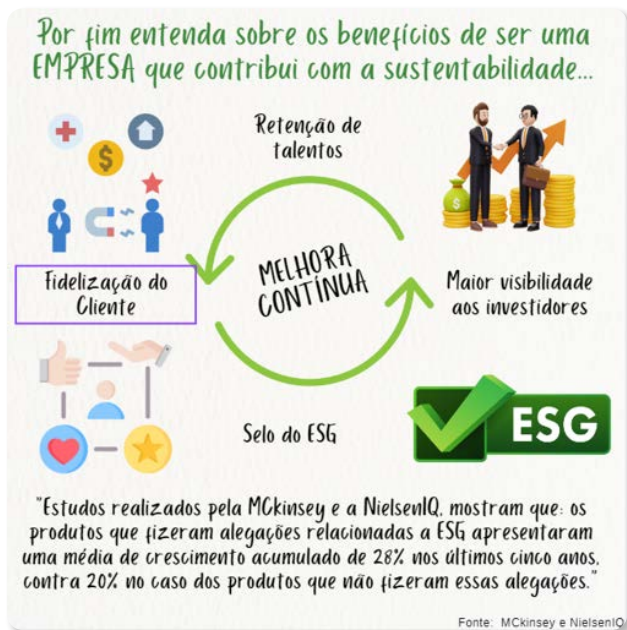 Por fim entenda sobre os benefícios de ser uma
EMPRESA que contribui com a sustentabilidade...
Retenção de
talentos
MELHORA
CONTÍNUA
Fidelização do
Cliente
Maior visibilidade
aos investidores
Selo do ESG
ESG
"Estudos realizados pela MCkinsey e a NielsenIQ, mostram que: os
produtos que fizeram alegações relacionadas a ESG apresentaram
uma média de crescimento acumulado de 28% nos últimos cinco anos,
contra 20% no caso dos produtos que não fizeram essas alegações."
Fonte: MCkinsey e NielsenIQ